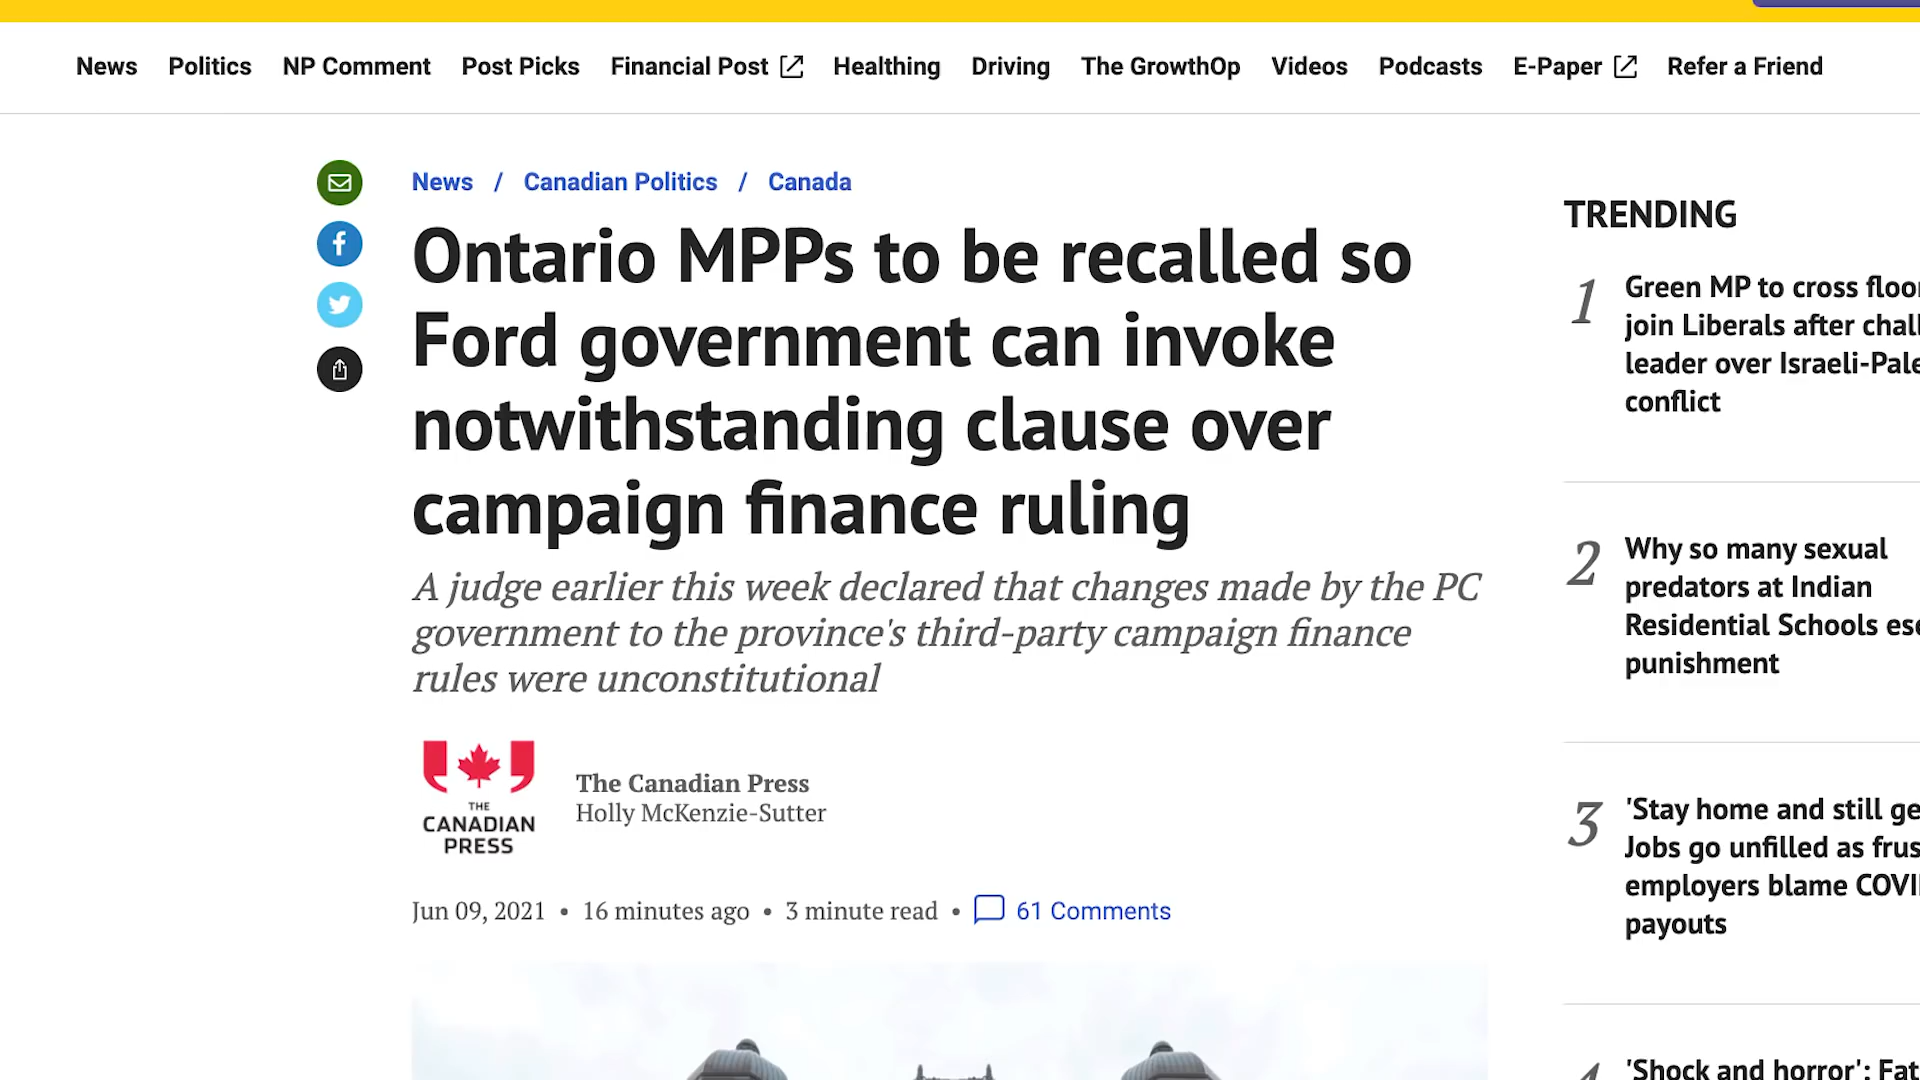 News Politics NP Comment Post Picks Financial Post Healthing Driving The GrowthOp Videos Podcasts E-Paper Refer a Friend
News / Canadian Politics / Canada
Ontario MPPs to be recalled so
Ford government can invoke
notwithstanding clause over
campaign finance ruling
A judge earlier this week declared that changes made by the PC
government to the province's third-party campaign finance
rules were unconstitutional
THE
CANADIAN
PRESS
The Canadian Press
Holly McKenzie-Sutter
Jun 09, 2021 • 16 minutes ago • 3 minute read • 61 Comments
TRENDING
1
Green MP to cross
join Liberals after
leader over
conflict
2
Why so many sexual
predators at Indian
Residential Schools
punishment
3
'Stay home and still
Jobs go unfilled as
employers blame
payouts
'Shock and horror':